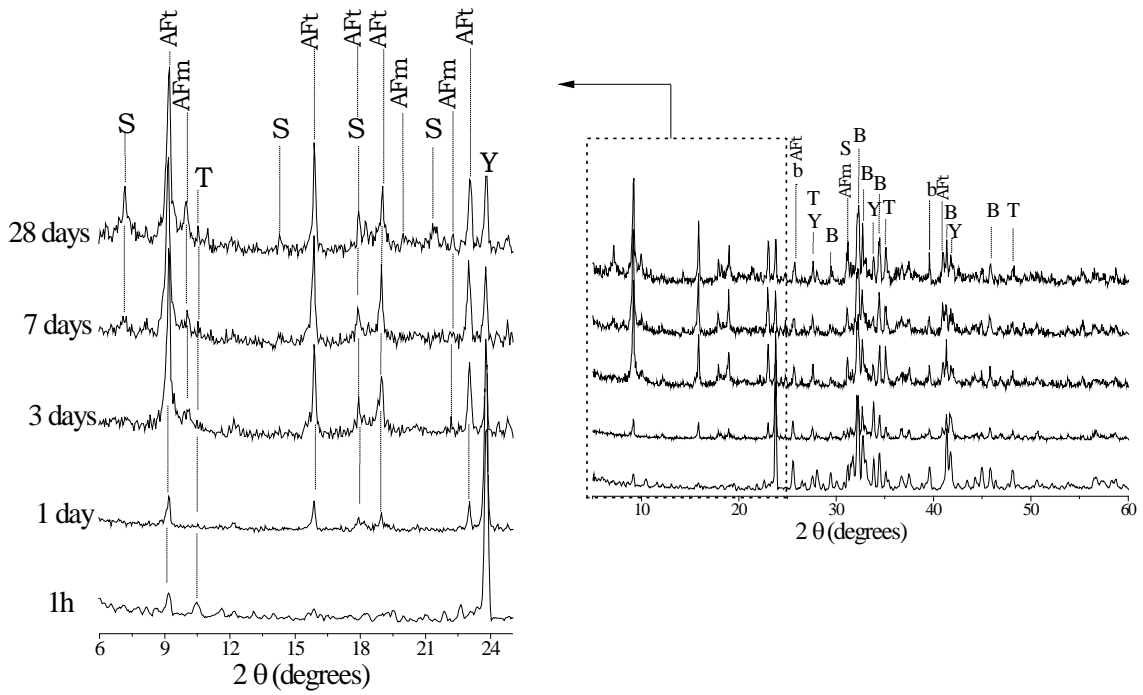 AFt AFt AFt AFt AFt
AFm AFm AFm
S T S S S Y
28 days
7 days
3 days
1 day
1h
6 9 12 15 18 21 24
2 θ (degrees)
AFt AFm S B AFt
b B B b
T Y T B B T
Y B Y
10 20 30 40 50 60
2 θ (degrees)